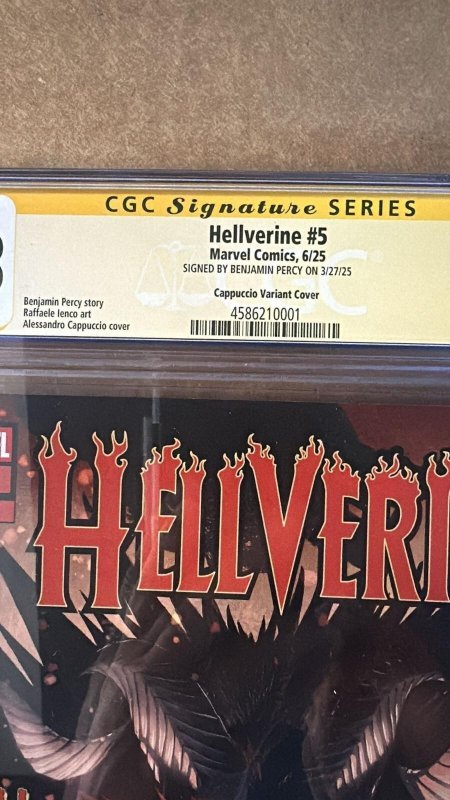 CGC Signature SERIES
Hellverine #5
Marvel Comics, 6/25
SIGNED BY BENJAMIN PERCY ON 3/27/25
Benjamin Percy story
Raffaele Ienco art
Alessandro Cappuccio cover
Cappuccio Variant Cover
4586210001
HELLVERI